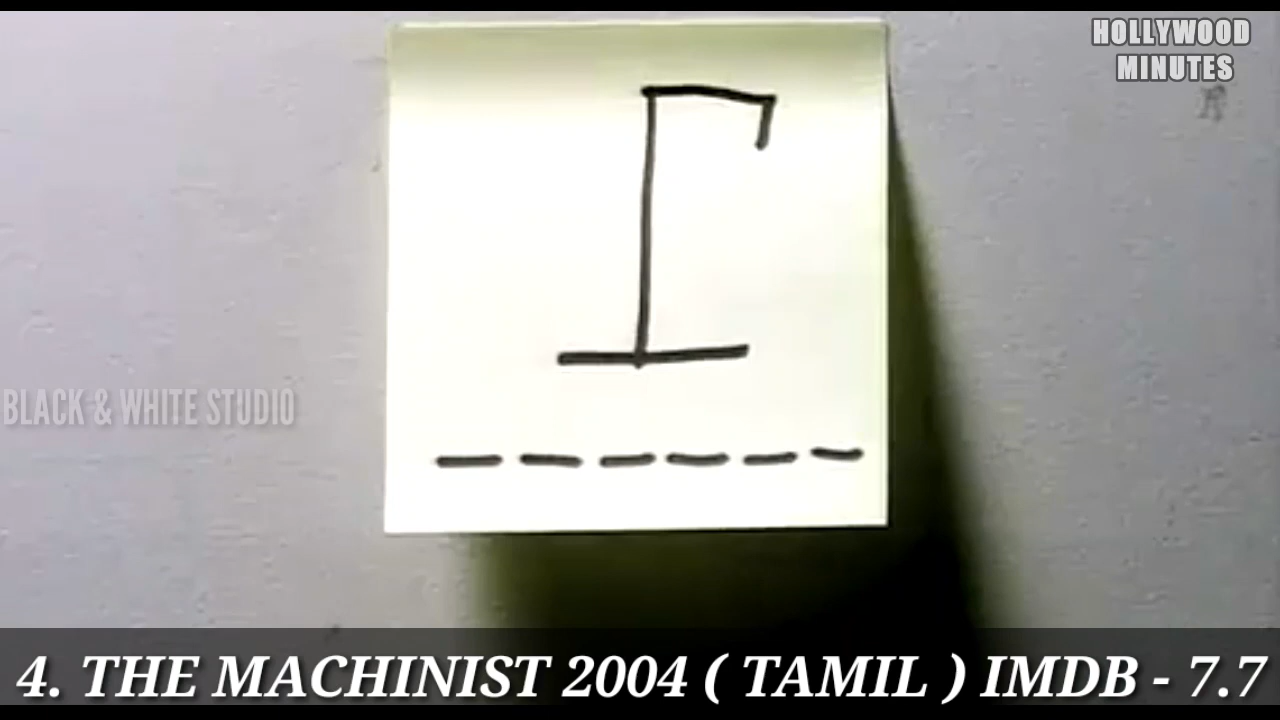 HOLLYWOOD
MINUTES
BLACK & WHITE STUDIO
4. THE MACHINIST 2004 ( TAMIL ) IMDB - 7.7